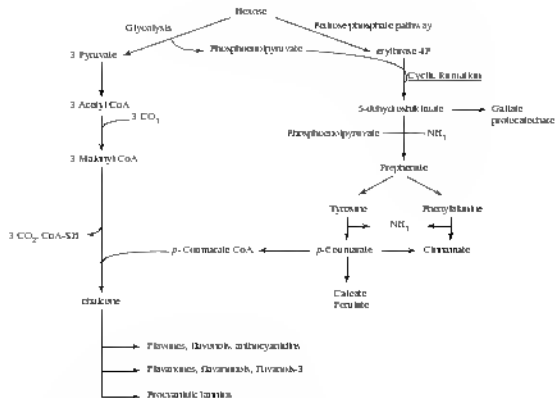 Hexose
Glycolysis
Pentose phosphate pathway
3 Pyruvate
Phosphoenolpyruvate
erythrose 4P
Cyclic formation
3 Acetyl CoA
3 CO₂
5-dehydroshikimate
Gallate
protocatechate
Phosphoenolpyruvate
NH₃
3 Malonyl CoA
Prephenate
Tyrosine
Phenylalanine
NH₃
3 CO₂, CoA-SH
p-Coumarate CoA
p-Coumarate
Cinnamate
Caffeate
Ferulate
chalcone
Flavones, flavonols, anthocyanidins
Flavanones, flavanonols, flavanols-3
Procyanidic tannins